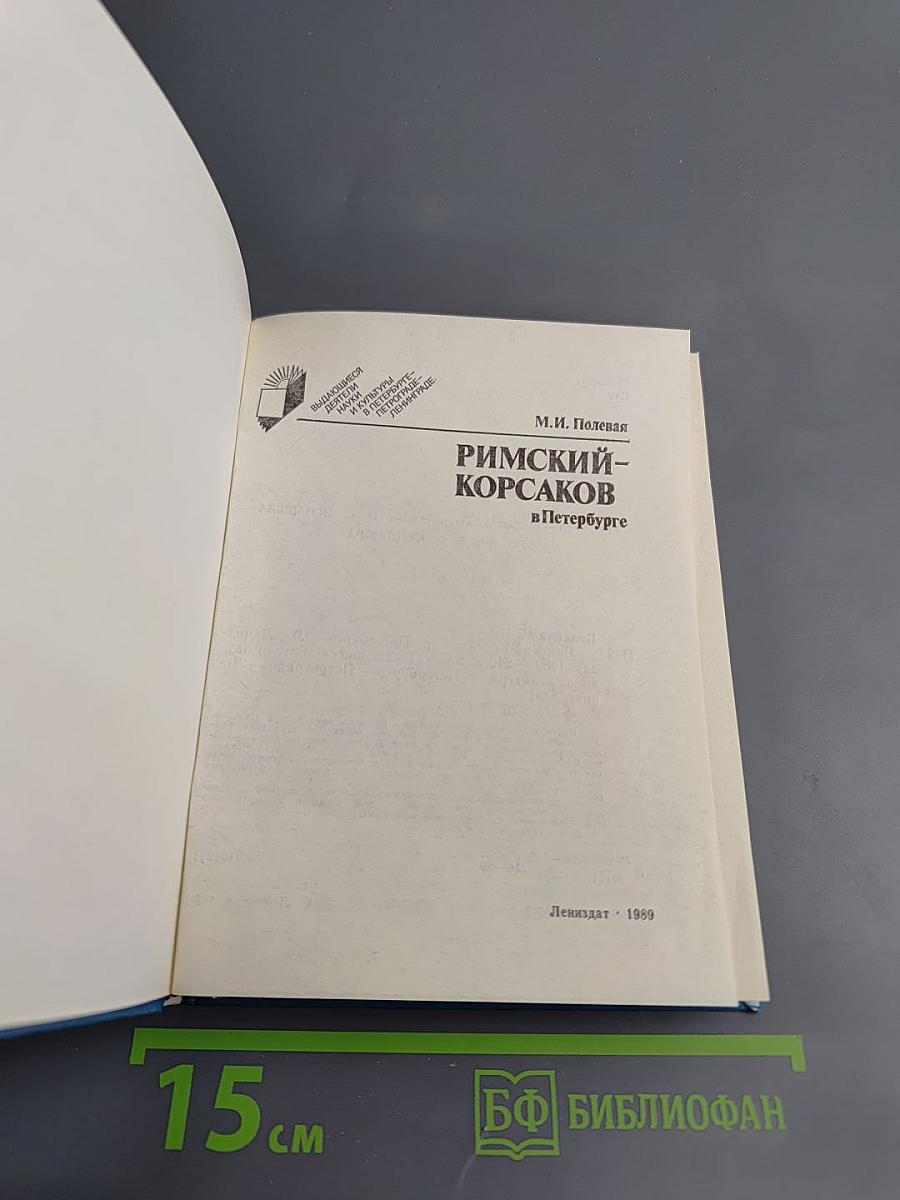 ВЫДАЮЩИЕСЯ
ДЕЯТЕЛИ
НАУКИ
И КУЛЬТУРЫ
В ПЕТЕРБУРГЕ–
ПЕТРОГРАДЕ–
ЛЕНИНГРАДЕ.
М.И. Полевая
РИМСКИЙ–
КОРСАКОВ
в Петербурге
Лениздат · 1989
15 см
БФ БИБЛИОФАН